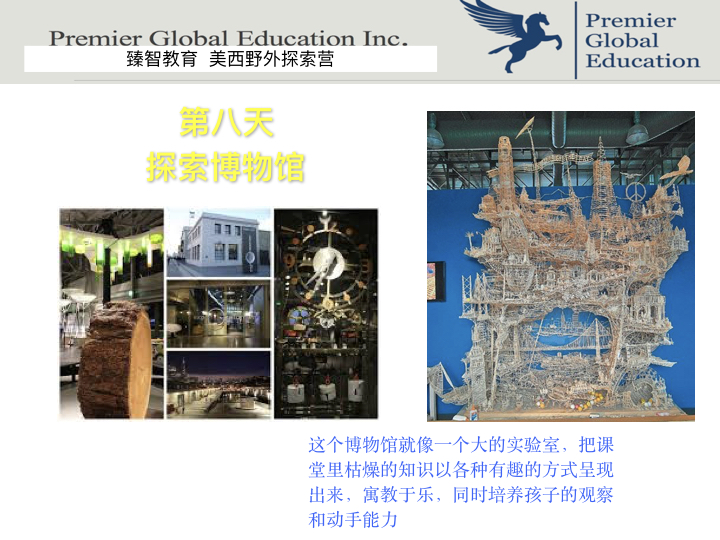 Premier Global Education Inc.
臻智教育 美西野外探索营
Premier
Global
Education
第八天
探索博物馆
这个博物馆就像一个大的实验室，把课
堂里枯燥的知识以各种有趣的方式呈现
出来，寓教于乐，同时培养孩子的观察
和动手能力